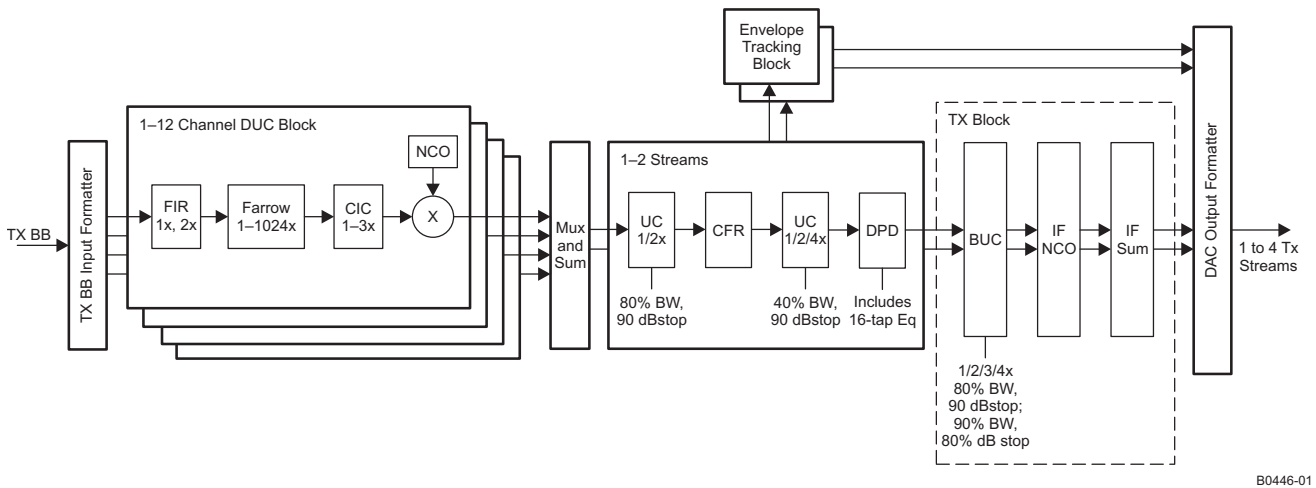 Envelope
Tracking
Block
TX Block
1–12 Channel DUC Block
NCO
1–2 Streams
TX BB
TX BB Input Formatter
FIR
1x, 2x
Farrow
1–1024x
CIC
1–3x
X
Mux
and
Sum
UC
1/2x
CFR
UC
1/2/4x
DPD
80% BW,
90 dBstop
40% BW,
90 dBstop
Includes
16-tap Eq
BUC
IF
NCO
IF
Sum
1/2/3/4x
80% BW,
90 dBstop;
90% BW,
80% dB stop
DAC Output Formatter
1 to 4 Tx
Streams
B0446-01